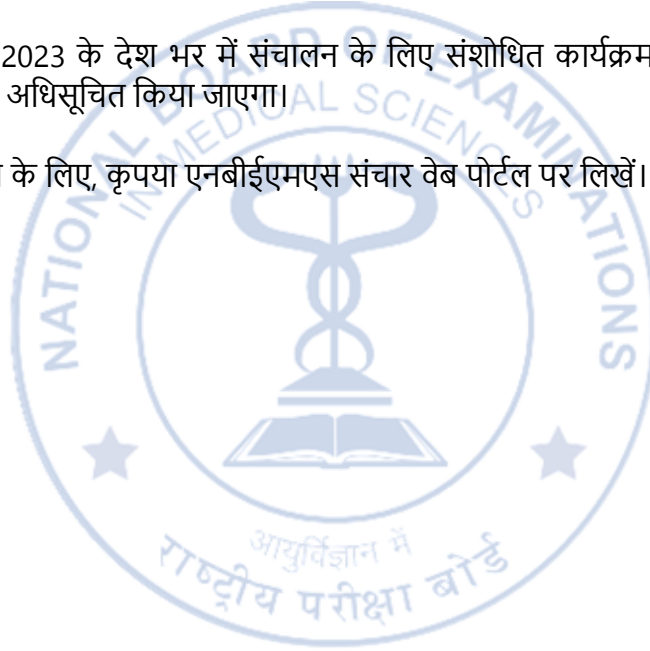 2023 के देश भर में संचालन के लिए संशोधित कार्यक्रम
अधिसूचित किया जाएगा।
के लिए, कृपया एनबीईएमएस संचार वेब पोर्टल पर लिखें।
NATIONAL BOARD OF EXAMINATIONS
IN MEDICAL SCIENCES
आयुर्विज्ञान में
राष्ट्रीय परीक्षा बोर्ड